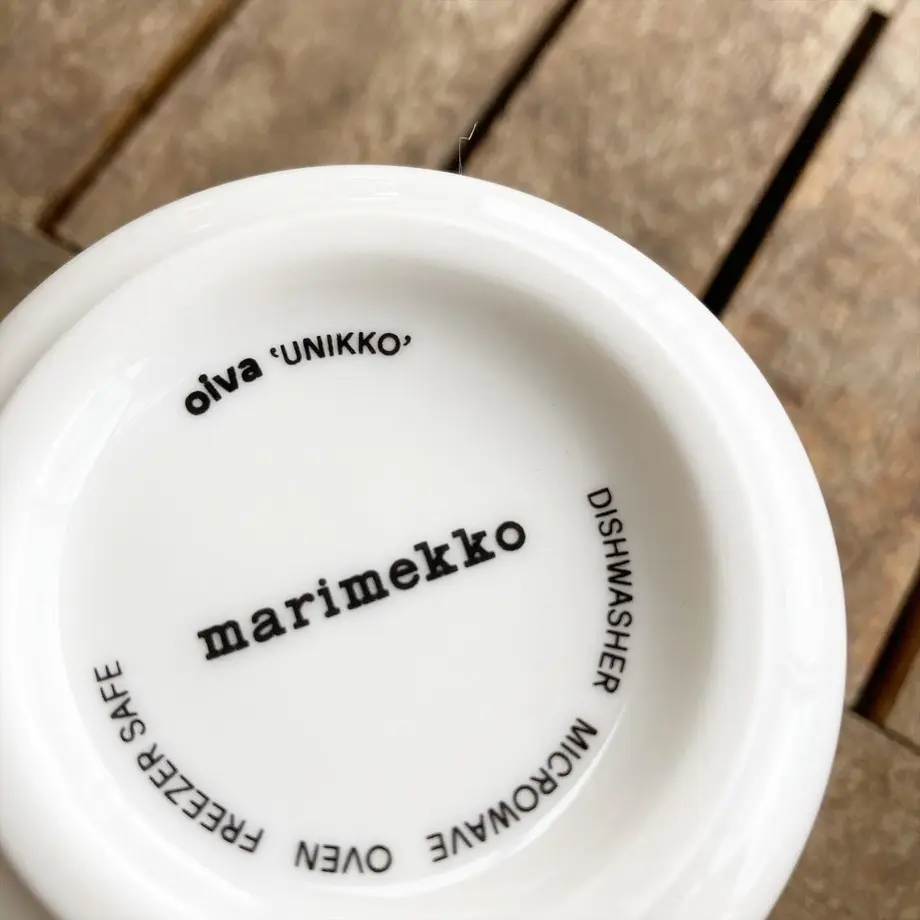 oiva ‘UNIKKO’
marimekko
DISHWASHER MICROWAVE OVEN FREEZER SAFE